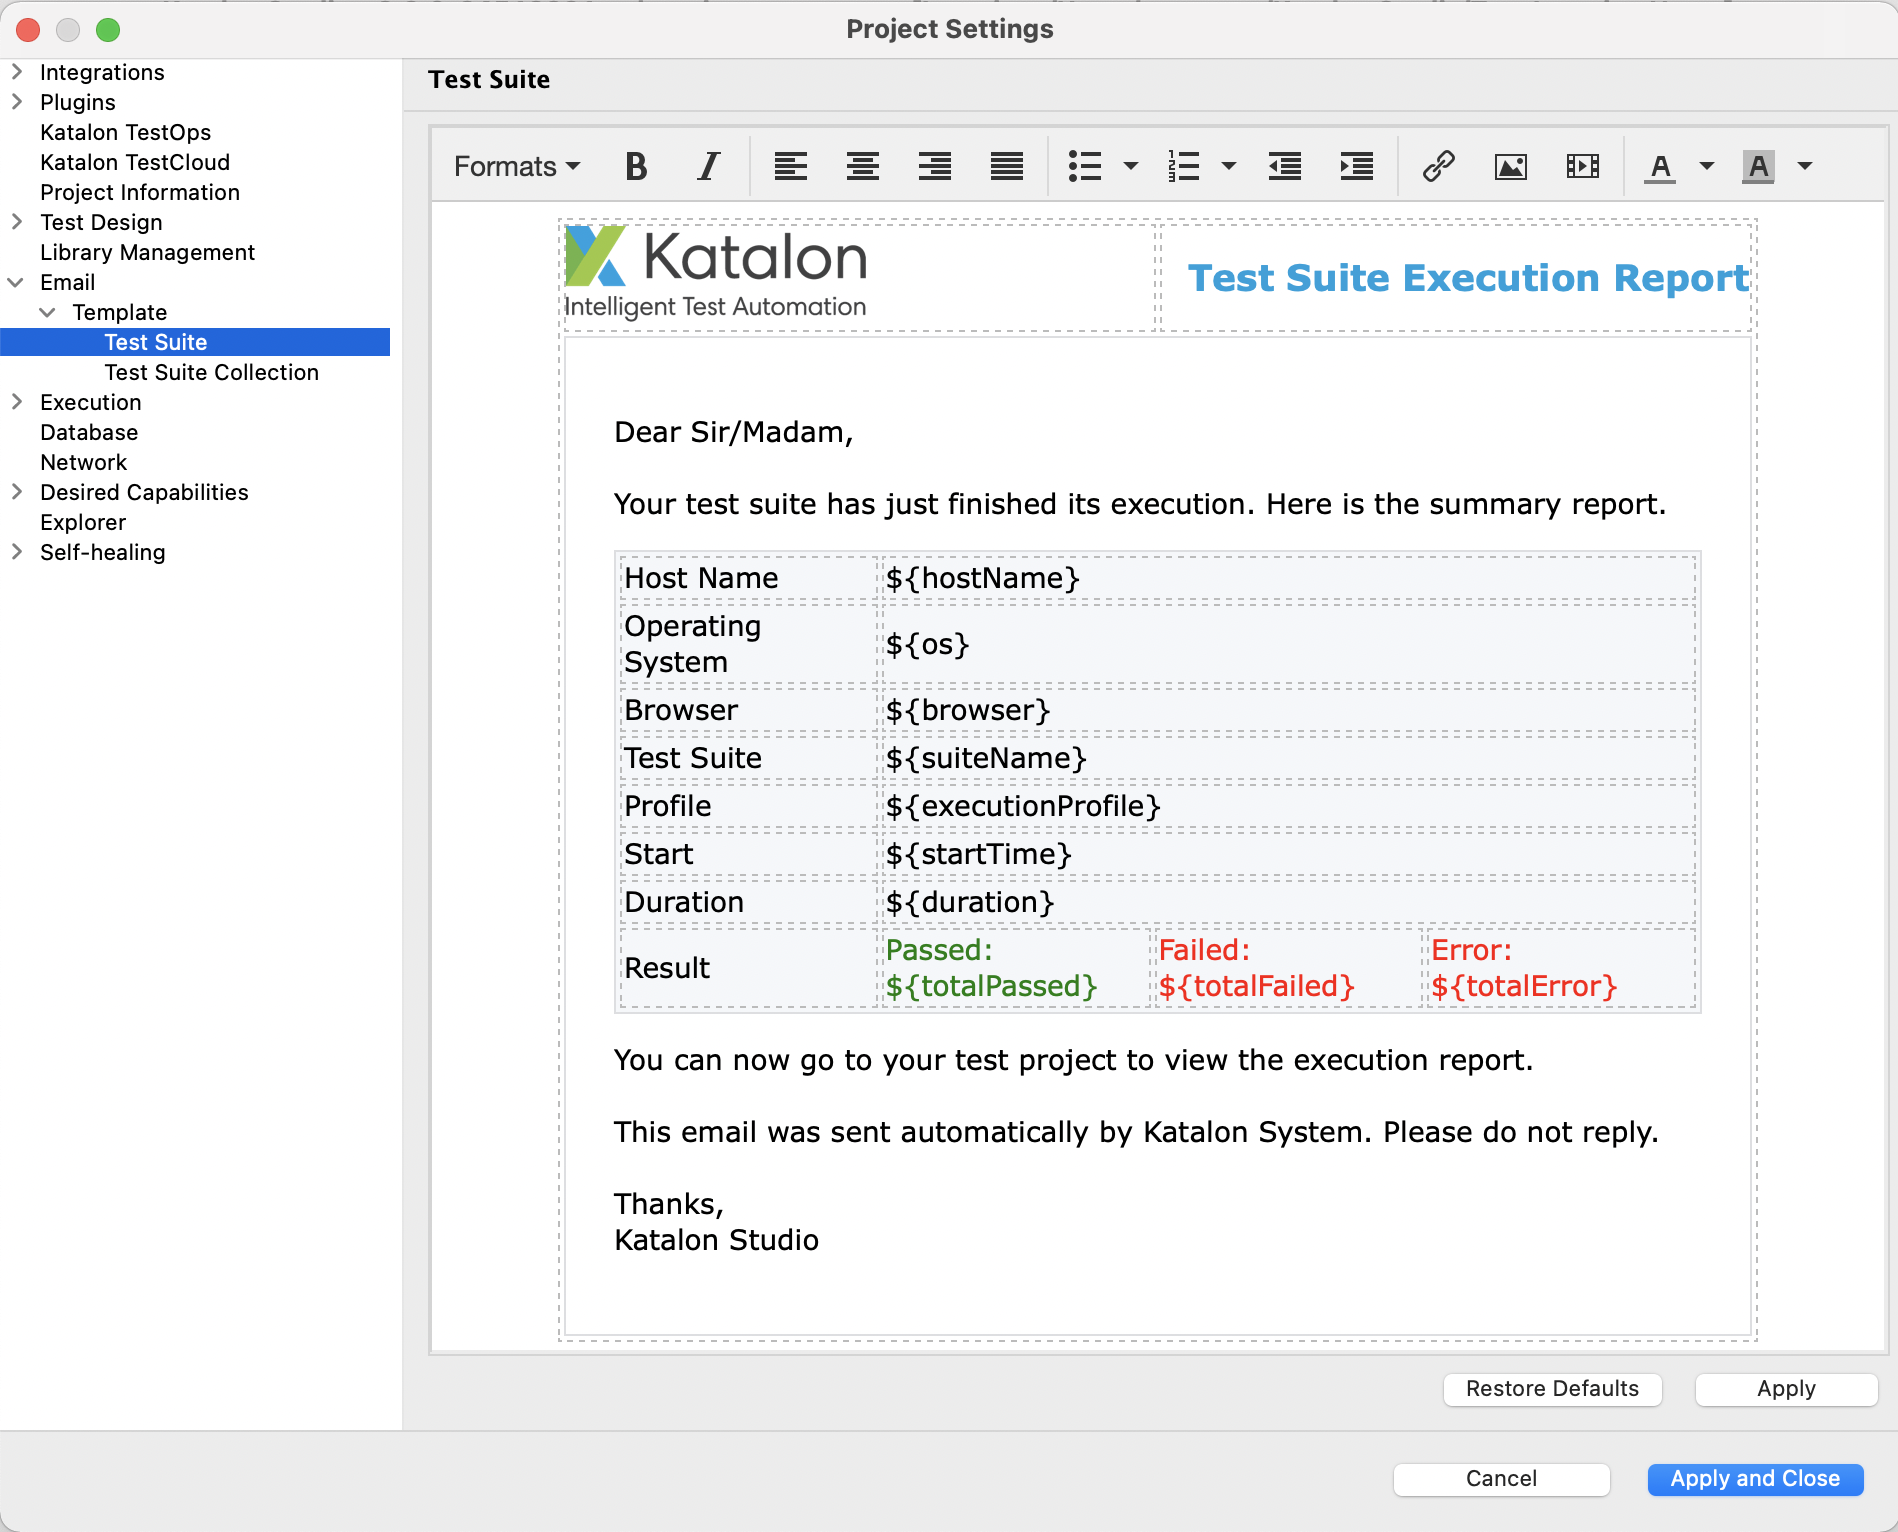 Project Settings
Integrations
Plugins
Katalon TestOps
Katalon TestCloud
Project Information
Test Design
Library Management
Email
Template
Test Suite
Test Suite Collection
Execution
Database
Network
Desired Capabilities
Explorer
Self-healing
Test Suite
Formats B I A A
Katalon
Intelligent Test Automation
Test Suite Execution Report
Dear Sir/Madam,
Your test suite has just finished its execution. Here is the summary report.
Host Name ${hostName}
Operating System ${os}
Browser ${browser}
Test Suite ${suiteName}
Profile ${executionProfile}
Start ${startTime}
Duration ${duration}
Result Passed: ${totalPassed} Failed: ${totalFailed} Error: ${totalError}
You can now go to your test project to view the execution report.
This email was sent automatically by Katalon System. Please do not reply.
Thanks,
Katalon Studio
Restore Defaults Apply
Cancel Apply and Close